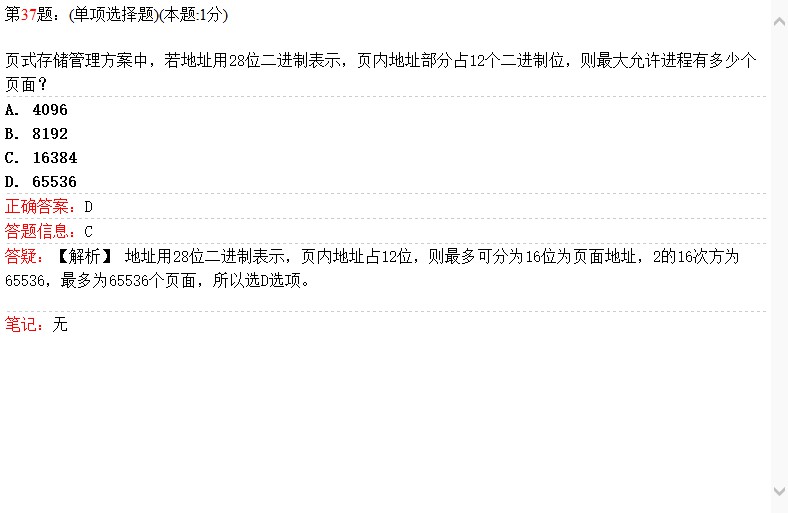 第37题：(单项选择题)(本题:1分)
页式存储管理方案中，若地址用28位二进制表示，页内地址部分占12个二进制位，则最大允许进程有多少个
页面？
A. 4096
B. 8192
C. 16384
D. 65536
正确答案：D
答题信息：C
答疑：【解析】 地址用28位二进制表示，页内地址占12位，则最多可分为16位为页面地址，2的16次方为
65536，最多为65536个页面，所以选D选项。
笔记：无